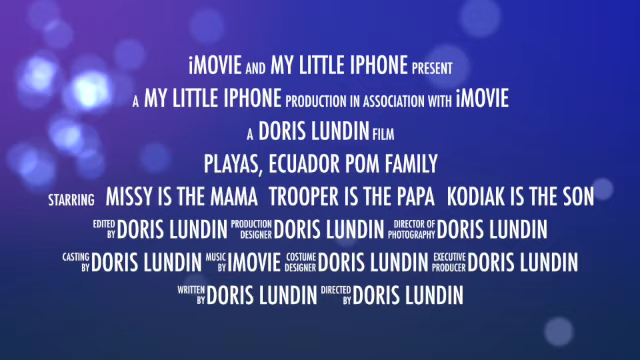 iMOVIE AND MY LITTLE IPHONE PRESENT
A MY LITTLE IPHONE PRODUCTION IN ASSOCIATION WITH iMOVIE
A DORIS LUNDIN FILM
PLAYAS, ECUADOR POM FAMILY
STARRING MISSY IS THE MAMA TROOPER IS THE PAPA KODIAK IS THE SON
EDITED BY DORIS LUNDIN PRODUCTION DESIGNER DORIS LUNDIN DIRECTOR OF PHOTOGRAPHY DORIS LUNDIN
CASTING BY DORIS LUNDIN MUSIC BY IMOVIE COSTUME DESIGNER DORIS LUNDIN EXECUTIVE PRODUCER DORIS LUNDIN
WRITTEN BY DORIS LUNDIN DIRECTED BY DORIS LUNDIN